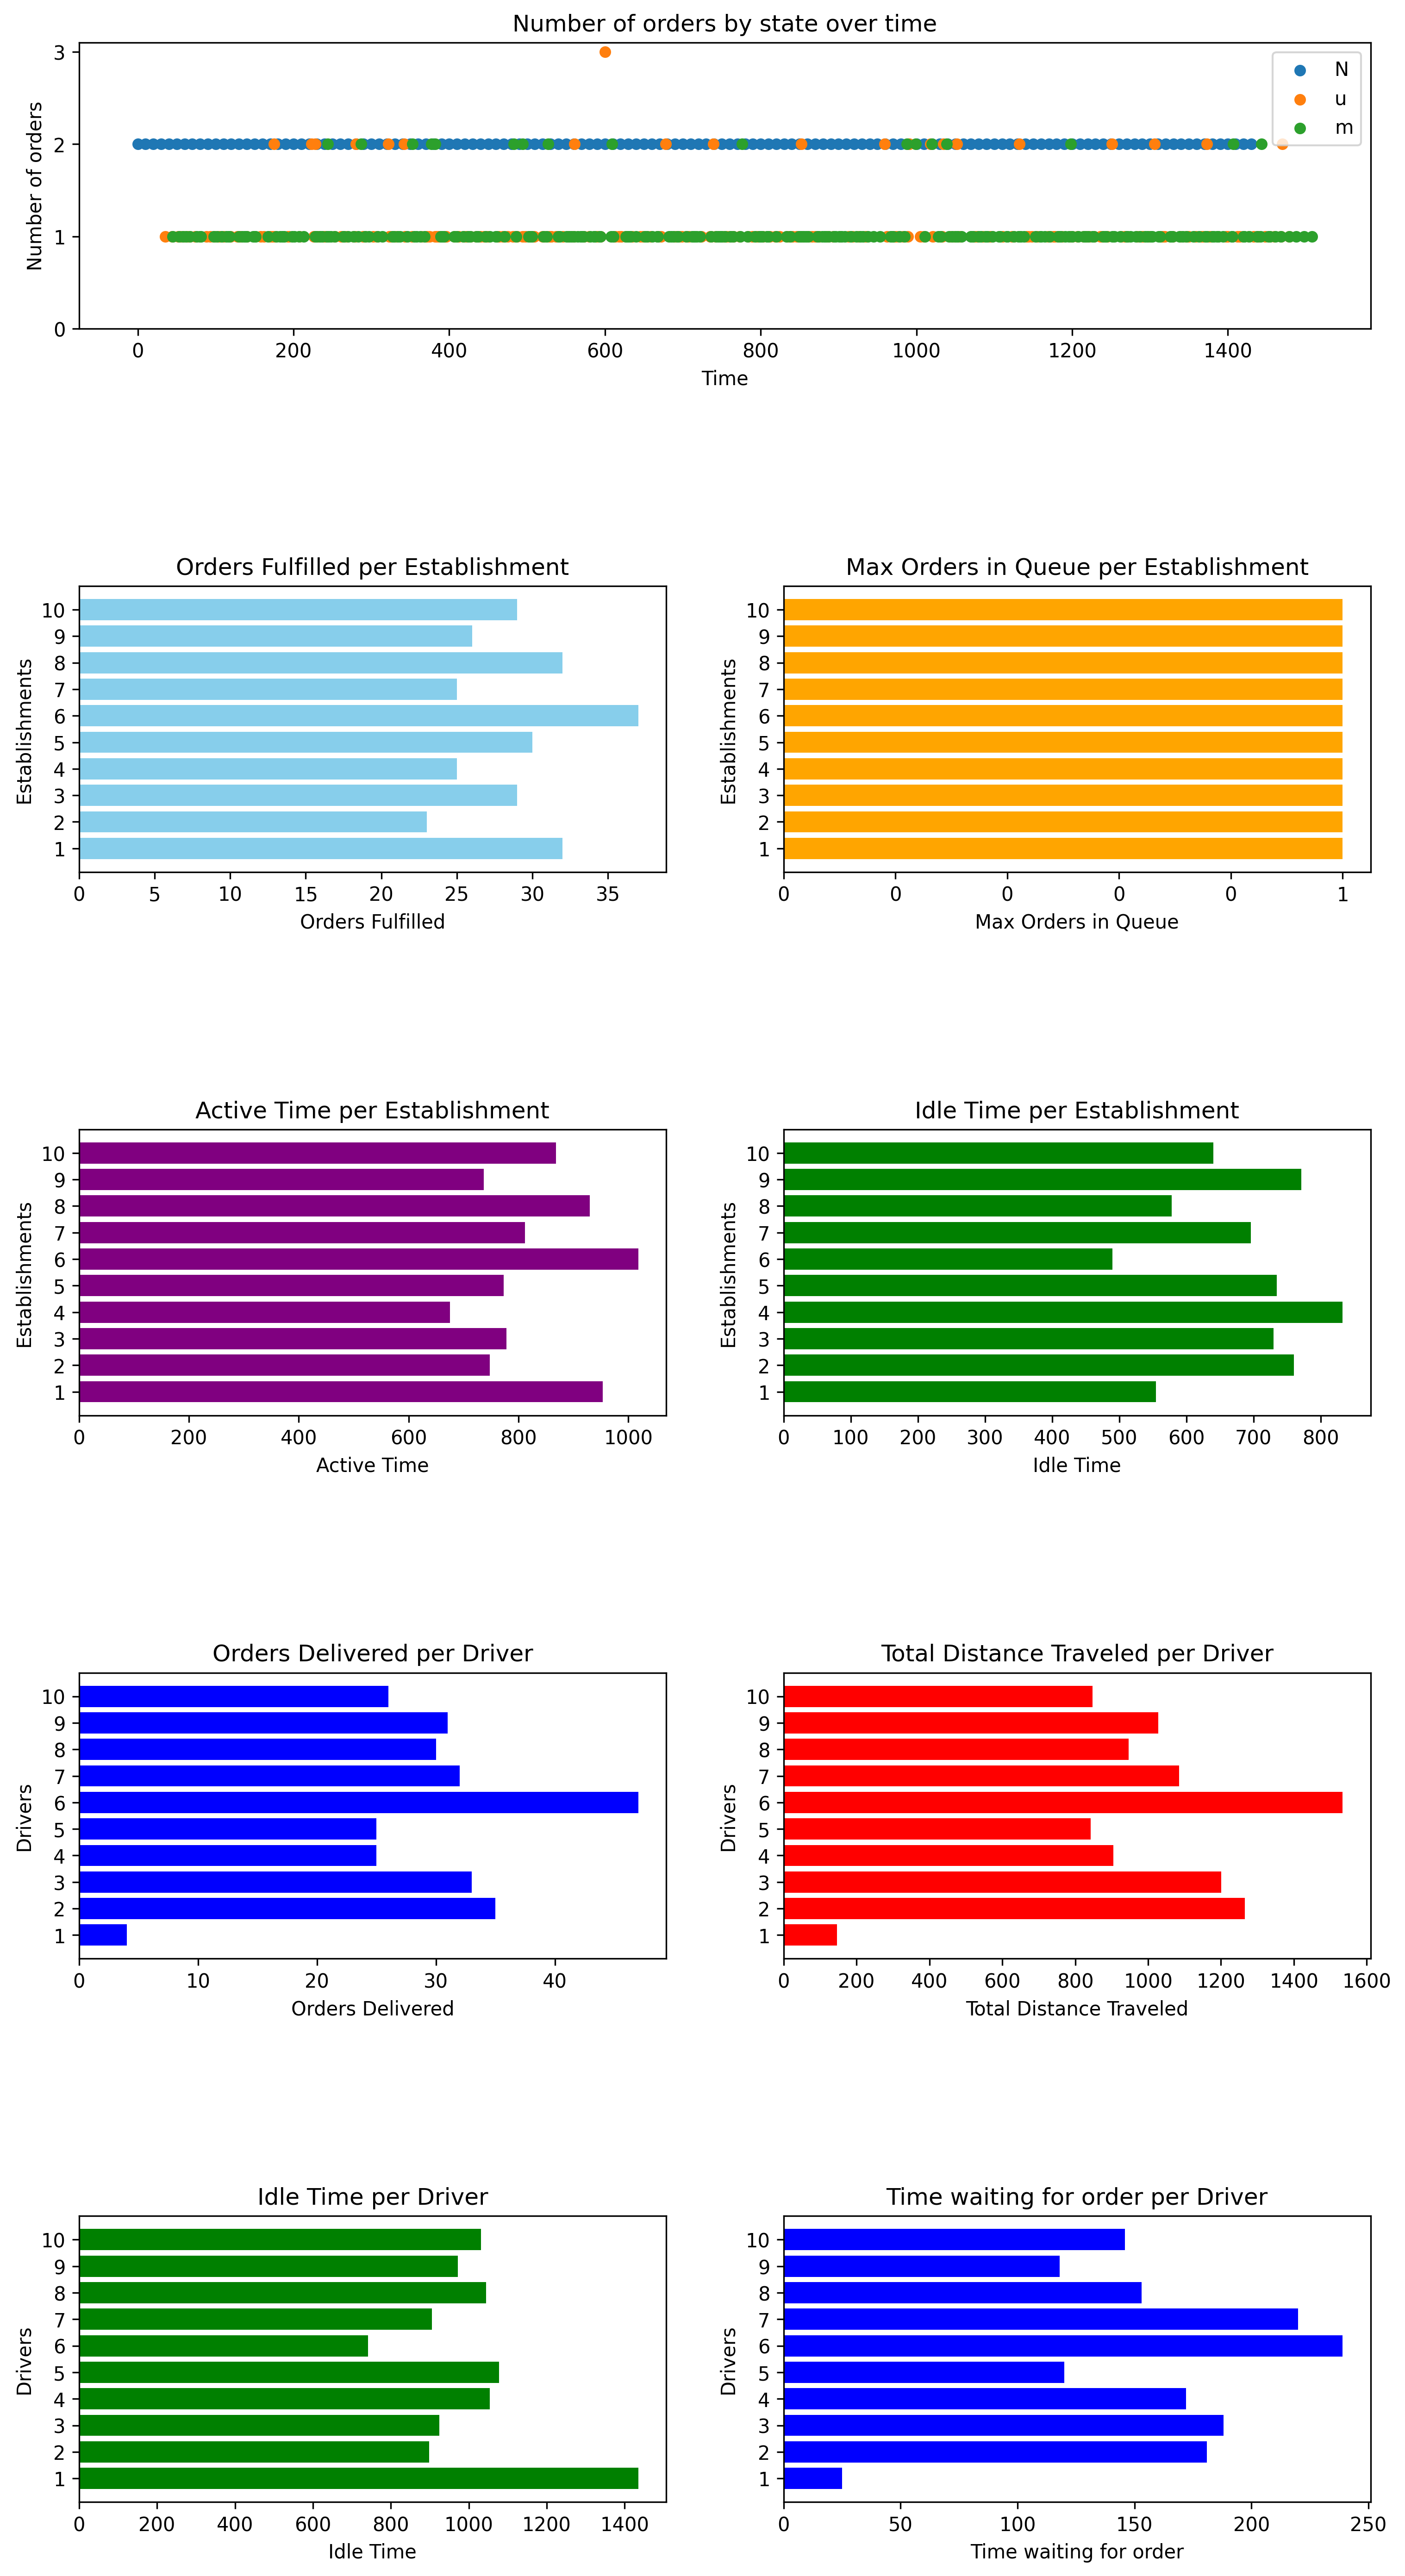 Number of orders by state over time
Number of orders
3
2
1
0
N
u
m
0 200 400 600 800 1000 1200 1400
Time
Orders Fulfilled per Establishment
Establishments
10
9
8
7
6
5
4
3
2
1
0 5 10 15 20 25 30 35
Orders Fulfilled
Max Orders in Queue per Establishment
Establishments
10
9
8
7
6
5
4
3
2
1
0 0 0 0 0 1
Max Orders in Queue
Active Time per Establishment
Establishments
10
9
8
7
6
5
4
3
2
1
0 200 400 600 800 1000
Active Time
Idle Time per Establishment
Establishments
10
9
8
7
6
5
4
3
2
1
0 100 200 300 400 500 600 700 800
Idle Time
Orders Delivered per Driver
Drivers
10
9
8
7
6
5
4
3
2
1
0 10 20 30 40
Orders Delivered
Total Distance Traveled per Driver
Drivers
10
9
8
7
6
5
4
3
2
1
0 200 400 600 800 1000 1200 1400 1600
Total Distance Traveled
Idle Time per Driver
Drivers
10
9
8
7
6
5
4
3
2
1
0 200 400 600 800 1000 1200 1400
Idle Time
Time waiting for order per Driver
Drivers
10
9
8
7
6
5
4
3
2
1
0 50 100 150 200 250
Time waiting for order